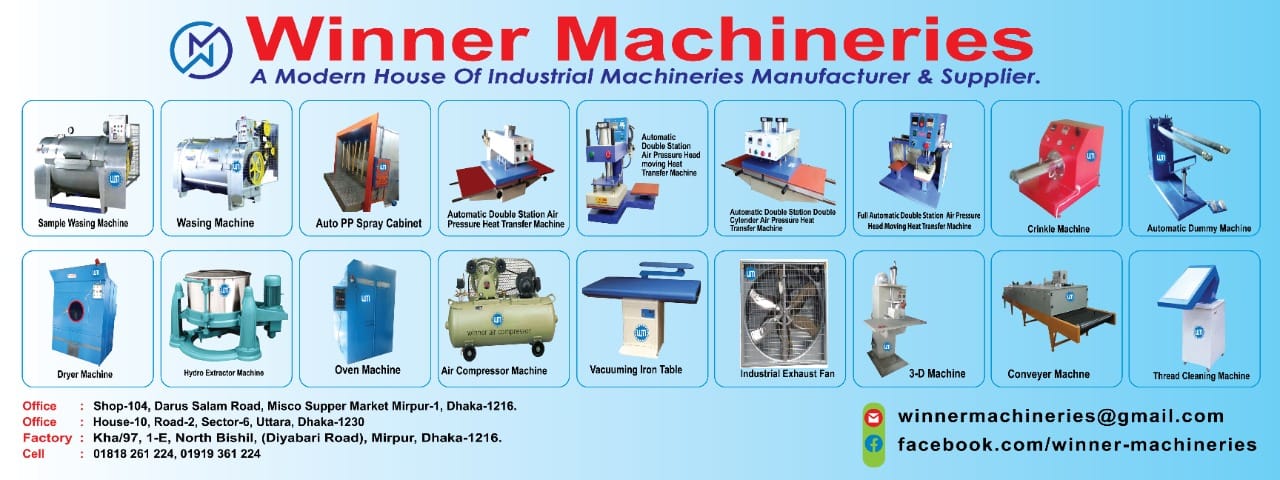 Winner Machineries
A Modern House Of Industrial Machineries Manufacturer & Supplier.
Sample Wasing Machine
Wasing Machine
Auto PP Spray Cabinet
Automatic Double Station Air
Pressure Heat Transfer Machine
Automatic
Double Station
Air Pressure Head
moving Heat
Transfer Machine
Automatic Double Station Double
Cylender Air Pressure Heat
Transfer Machine
Full Automatic Double Station Air Pressure
Head Moving Heat Transfer Machine
Crinkle Machine
Automatic Dummy Machine
Dryer Machine
Hydro Extractor Machine
Oven Machine
winner air compressor
Air Compressor Machine
Vacuuming Iron Table
Industrial Exhaust Fan
3-D Machine
Conveyer Machne
Thread Cleaning Machine
Office : Shop-104, Darus Salam Road, Misco Supper Market Mirpur-1, Dhaka-1216.
Office : House-10, Road-2, Sector-6, Uttara, Dhaka-1230
Factory : Kha/97, 1-E, North Bishil, (Diyabari Road), Mirpur, Dhaka-1216.
Cell : 01818 261 224, 01919 361 224
winnermachineries@gmail.com
facebook.com/winner-machineries